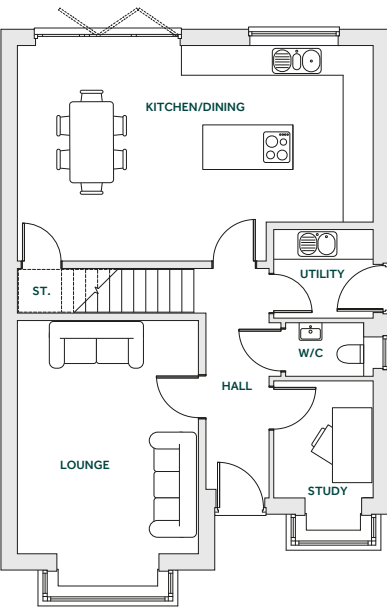 KITCHEN/DINING
UTILITY
ST.
W/C
HALL
LOUNGE
STUDY